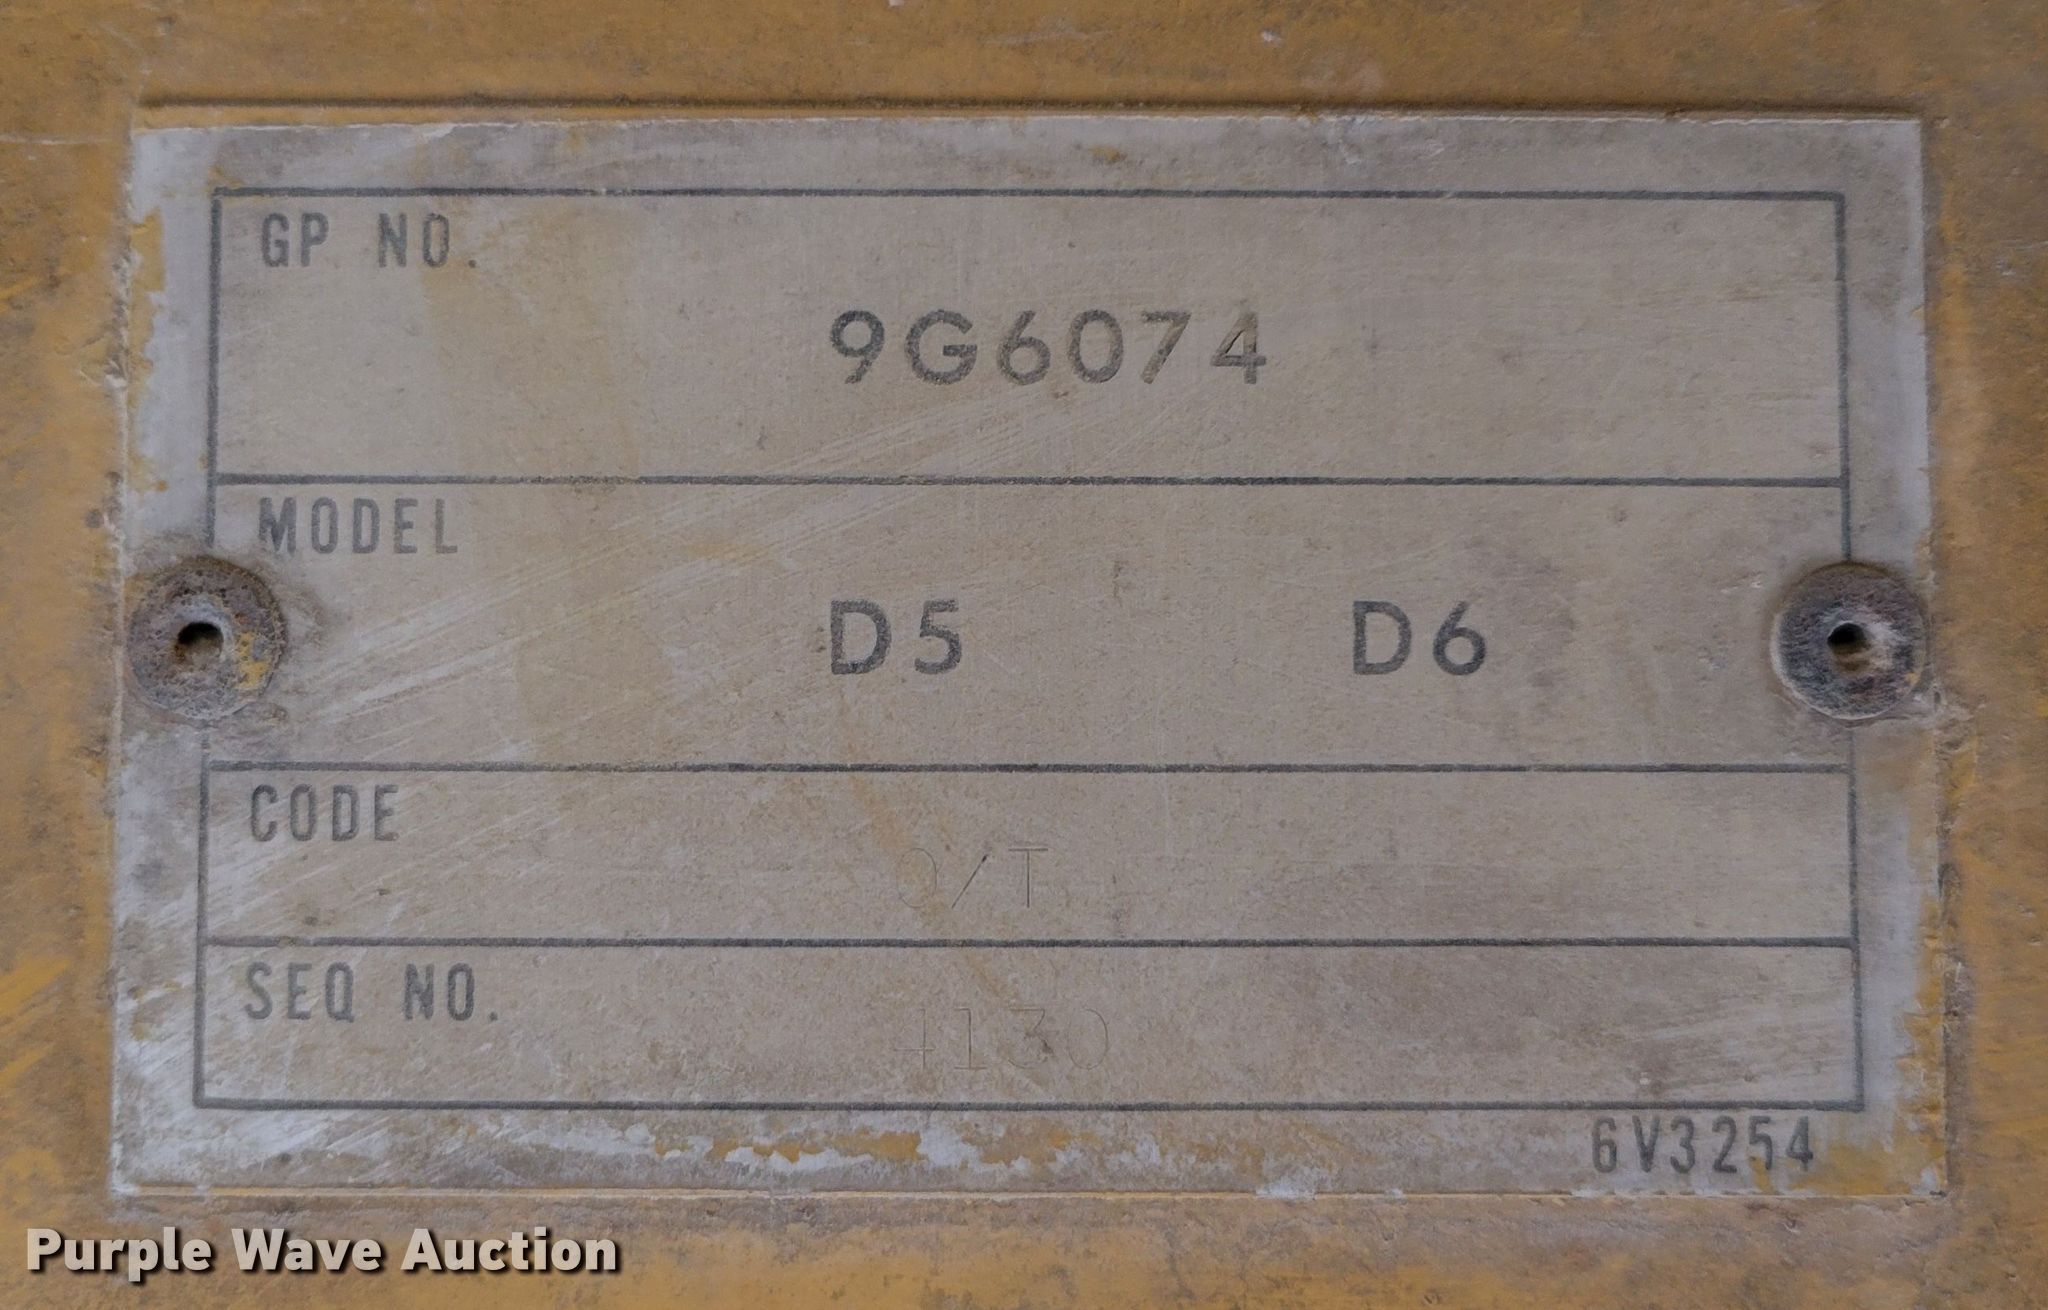 GP NO.
9G6074
MODEL
D5 D6
CODE
O/T
SEQ NO.
4130
6V3254
Purple Wave Auction